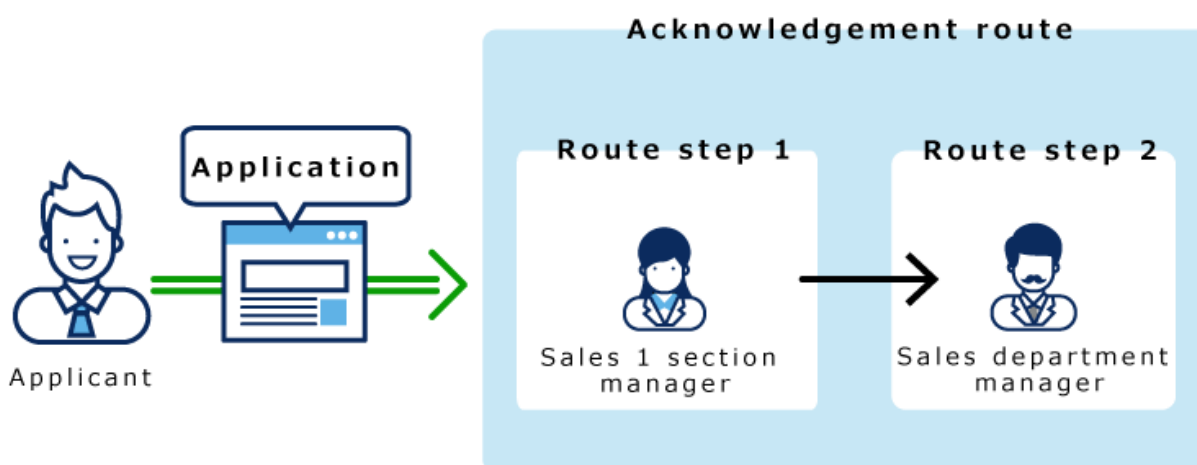 Acknowledgement route
Application
Route step 1
Route step 2
Applicant
Sales 1 section
manager
Sales department
manager